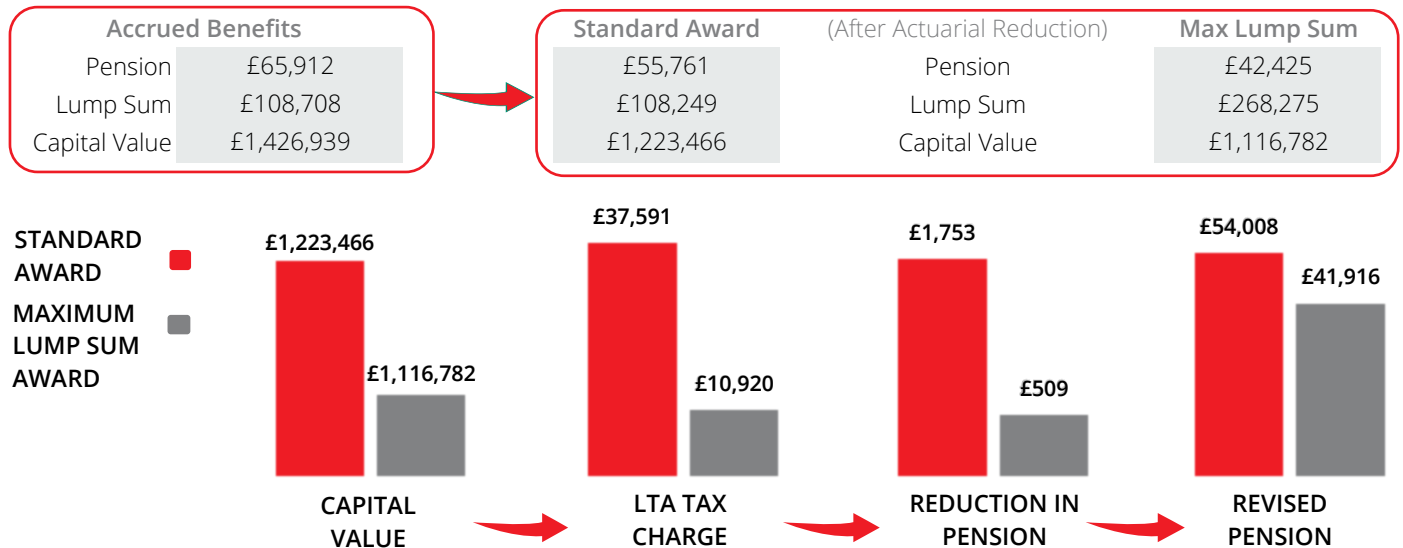 Accrued Benefits
Pension £65,912
Lump Sum £108,708
Capital Value £1,426,939
Standard Award (After Actuarial Reduction) Max Lump Sum
£55,761 Pension £42,425
£108,249 Lump Sum £268,275
£1,223,466 Capital Value £1,116,782
STANDARD
AWARD
MAXIMUM
LUMP SUM
AWARD
£1,223,466
£1,116,782
CAPITAL
VALUE
£37,591
£10,920
LTA TAX
CHARGE
£1,753
£509
REDUCTION IN
PENSION
£54,008
£41,916
REVISED
PENSION